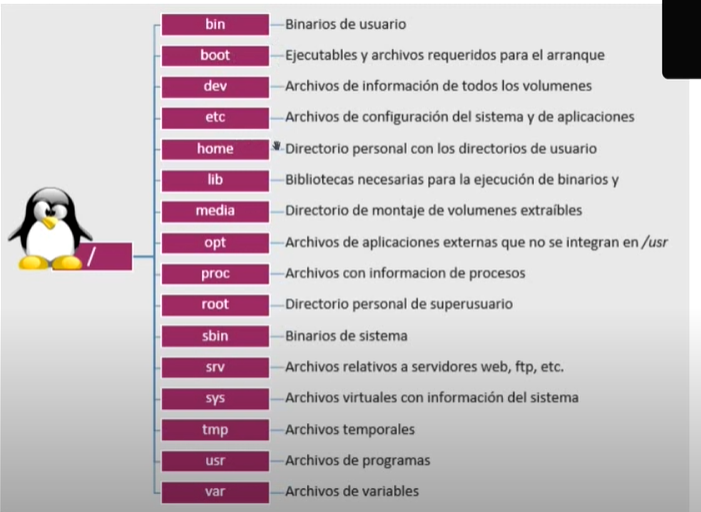 bin Binarios de usuario
boot Ejecutables y archivos requeridos para el arranque
dev Archivos de información de todos los volumenes
etc Archivos de configuración del sistema y de aplicaciones
home Directorio personal con los directorios de usuario
lib Bibliotecas necesarias para la ejecución de binarios y
media Directorio de montaje de volumenes extraíbles
/ opt Archivos de aplicaciones externas que no se integran en /usr
proc Archivos con informacion de procesos
root Directorio personal de superusuario
sbin Binarios de sistema
srv Archivos relativos a servidores web, ftp, etc.
sys Archivos virtuales con información del sistema
tmp Archivos temporales
usr Archivos de programas
var Archivos de variables